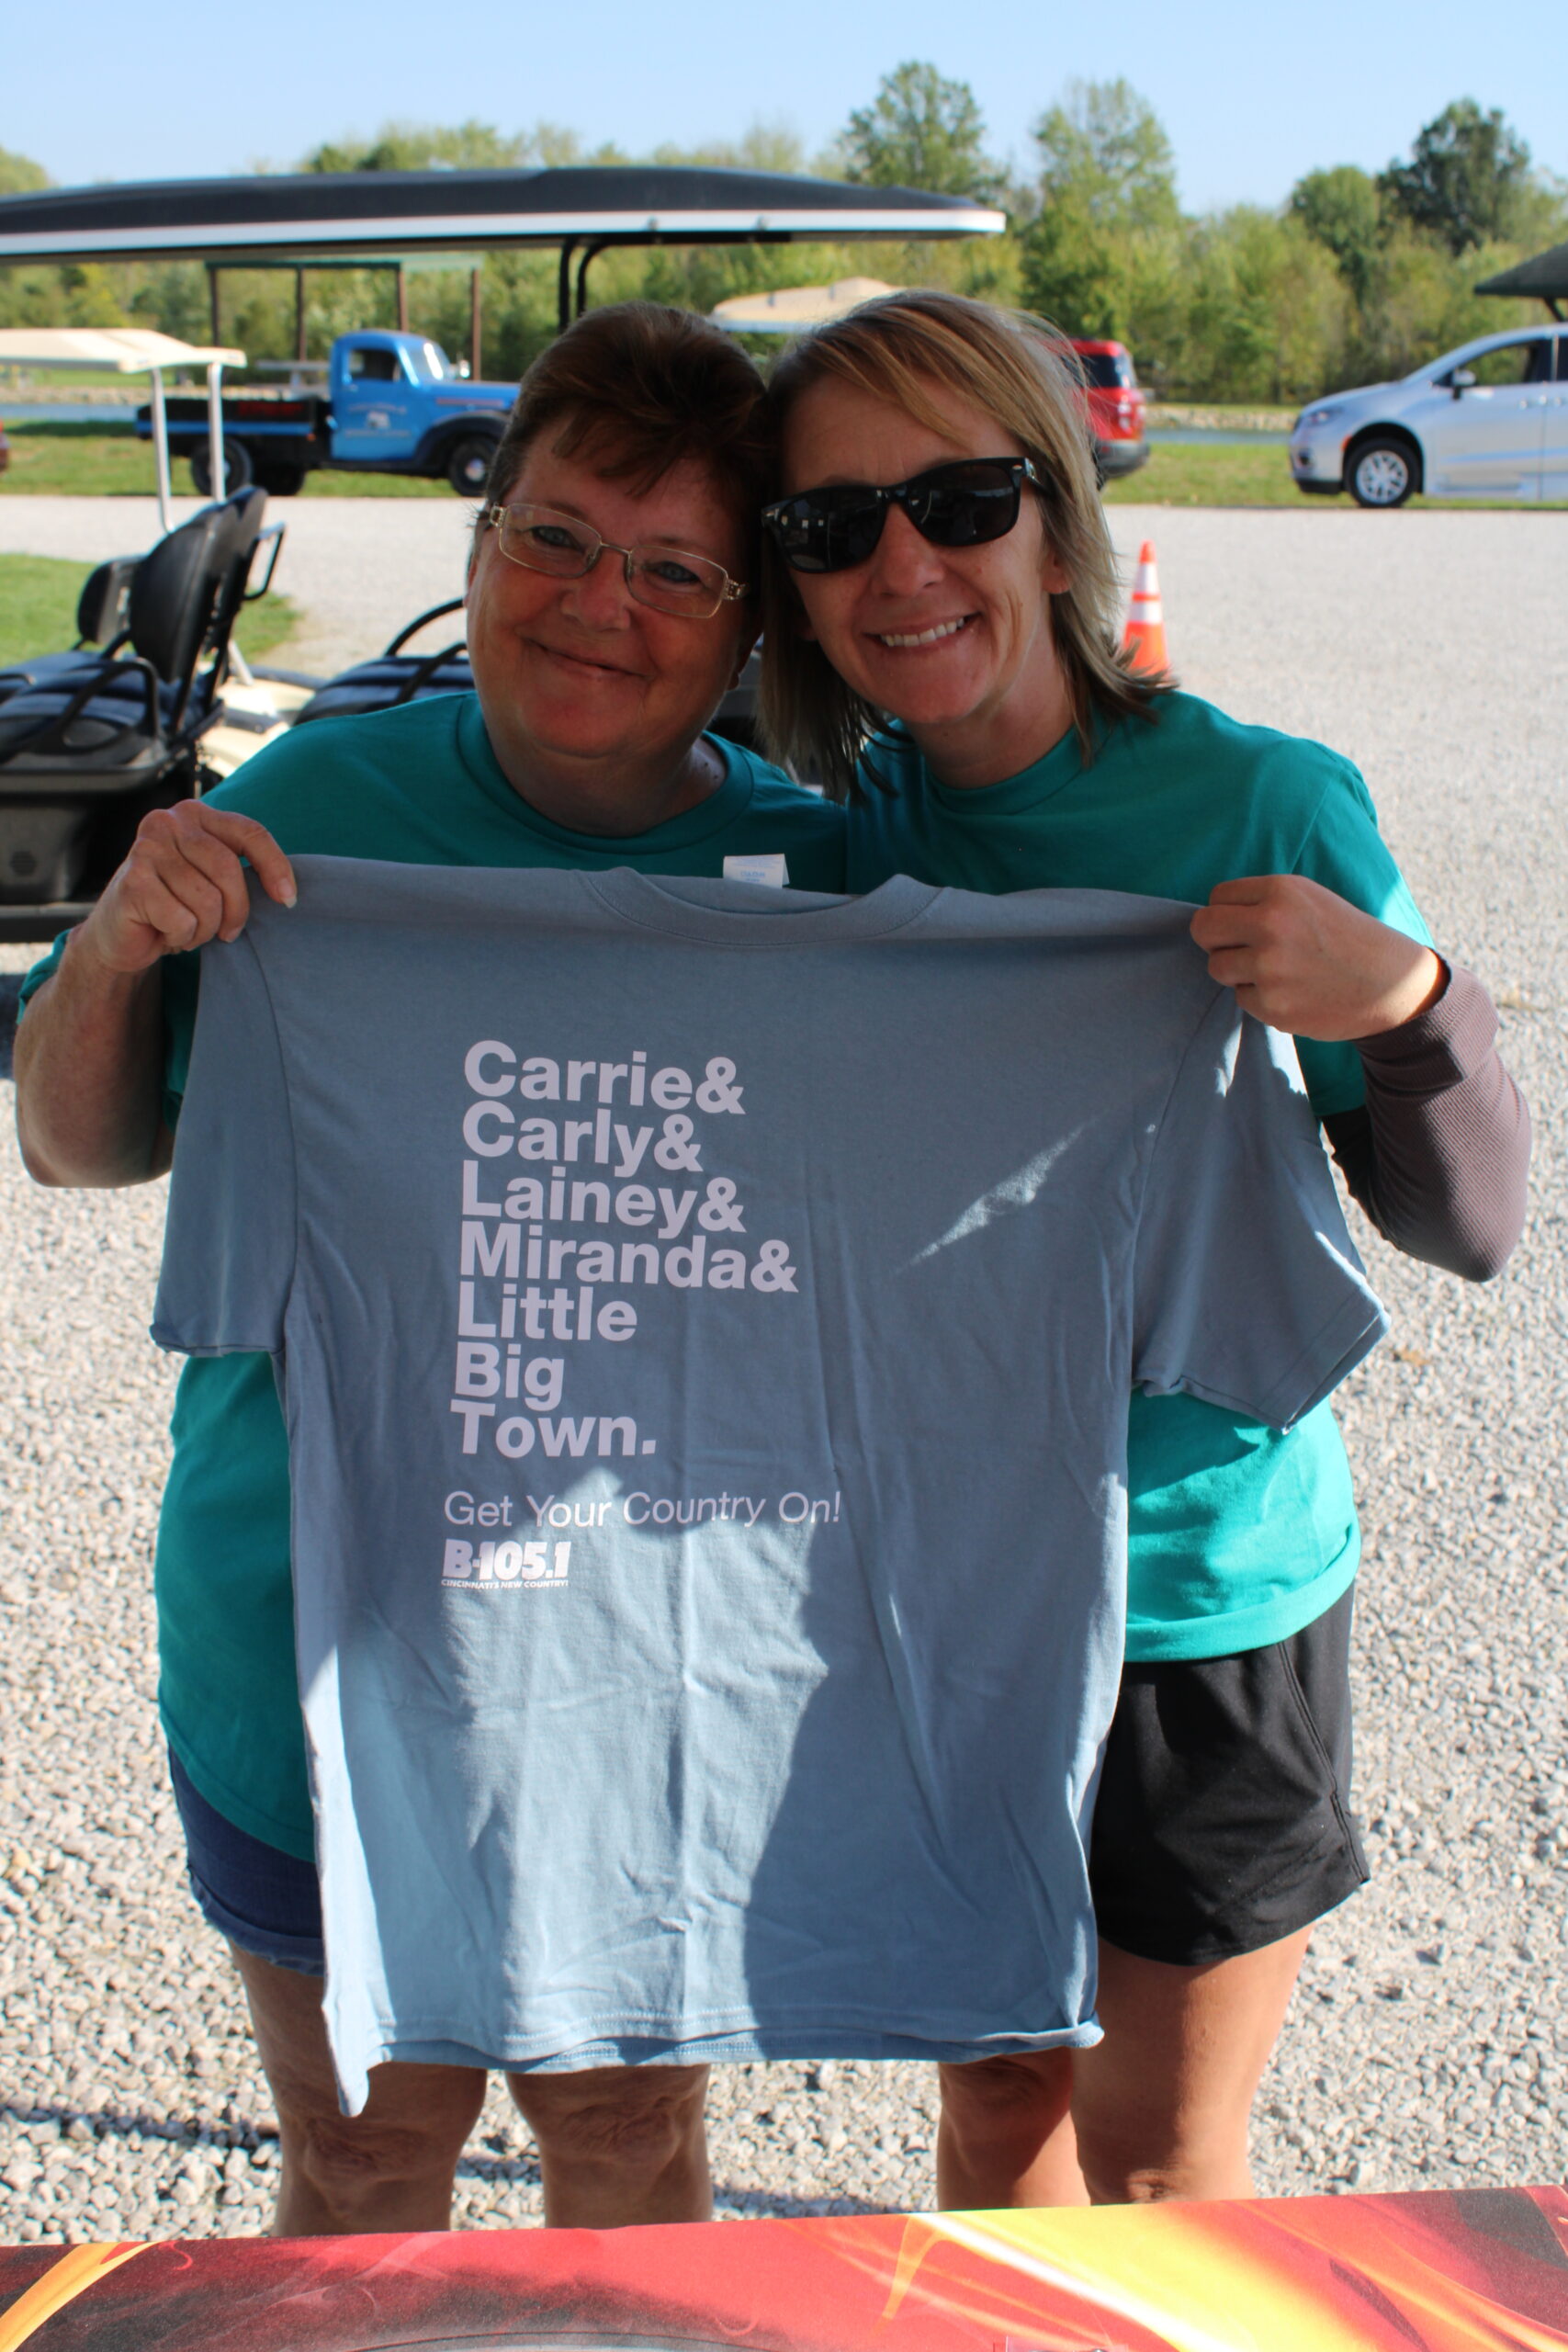 Carrie&
Carly&
Lainey&
Miranda&
Little
Big
Town.
Get Your Country On!
B-105.1
CINCINNATI'S NEW COUNTRY!